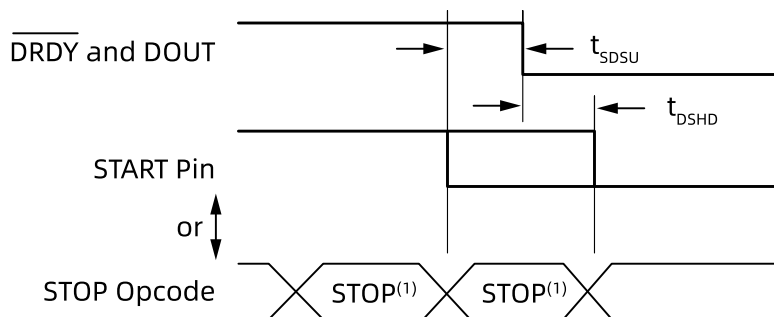 DRDY and DOUT
tSDSU
tDSHD
START Pin
or
STOP Opcode
STOP(1)
STOP(1)